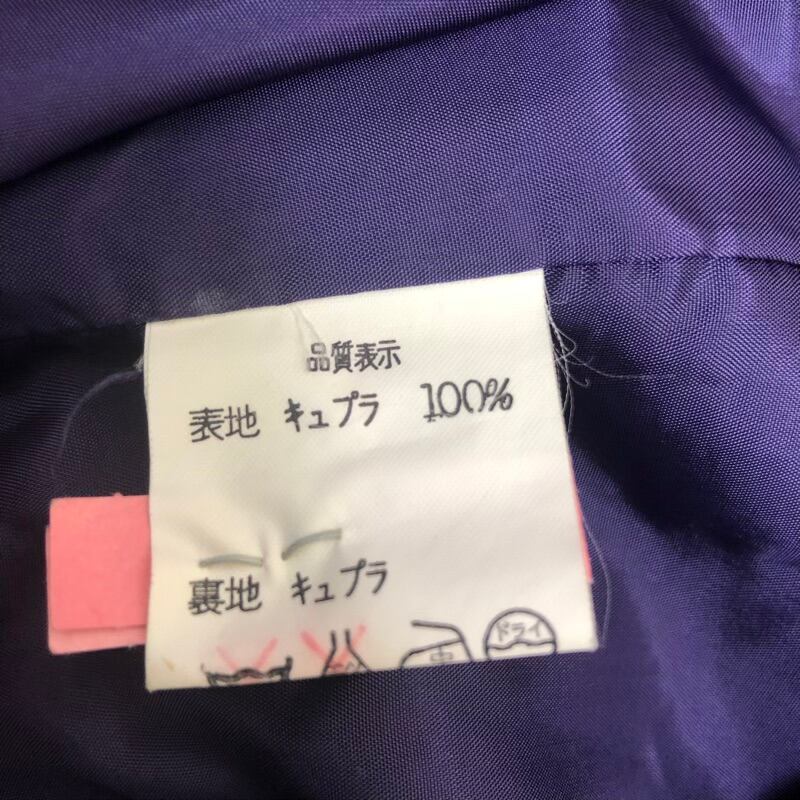 品質表示
表地 キュプラ 100%
裏地 キュプラ
中 ドライ